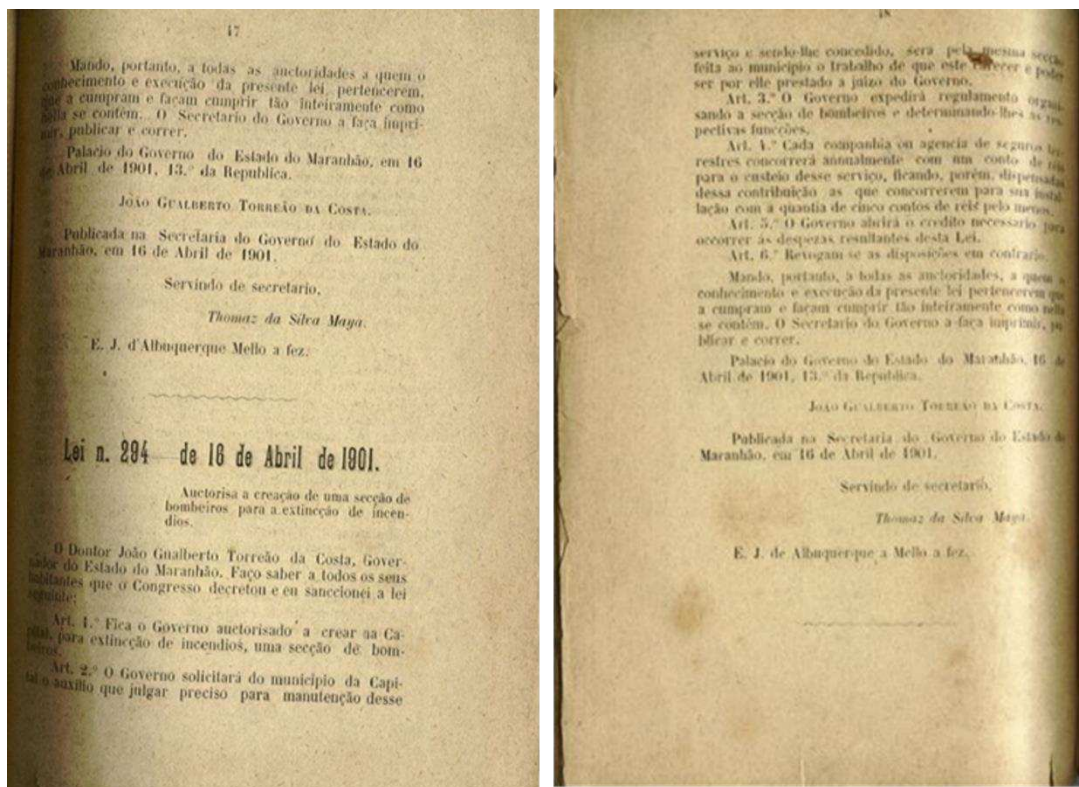 47
Mando, portanto, a todas as auctoridades a quem o
conhecimento e execução da presente lei pertencerem,
que a cumpram e façam cumprir tão inteiramente como
nella se contém. O Secretario do Governo a faça impri-
mir, publicar e correr.
Palacio do Governo do Estado do Maranhão, em 16
de Abril de 1901, 13.º da Republica.
JOÃO GUALBERTO TORREÃO DA COSTA.
Publicada na Secretaria do Governo do Estado do
Maranhão, em 16 de Abril de 1901.
Servindo de secretario,
Thomaz da Silva Maya.
E. J. d'Albuquerque Mello a fez.
Lei n. 294 de 16 de Abril de 1901.
Auctorisa a creação de uma secção de
bombeiros para a extincção de incen-
dios.
O Doutor João Gualberto Torreão da Costa, Gover-
nador do Estado do Maranhão. Faço saber a todos os seus
habitantes que o Congresso decretou e eu sanccionei a lei
seguinte:
Art. 1.º Fica o Governo auctorisado a crear na Ca-
pital, para extincção de incendios, uma secção de bom-
beiros.
Art. 2.º O Governo solicitará do municipio da Capi-
tal o auxilio que julgar preciso para manutenção desse
48
serviço e sendo-lhe concedido, será pela mesma secção
feita ao municipio o trabalho de que este carecer e poder
ser por elle prestado a juizo do Governo.
Art. 3.º O Governo expedirá regulamento organi-
sando a secção de bombeiros e determinando-lhes as res-
pectivas funcções.
Art. 4.º Cada companhia ou agencia de seguros ter-
restres concorrerá annualmente com um conto de reis
para o custeio desse serviço, ficando, porém, dispensadas
dessa contribuição as que concorrerem para sua instal-
lação com a quantia de cinco contos de reis pelo menos.
Art. 5.º O Governo abrirá o credito necessario para
occorrer ás despezas resultantes desta Lei.
Art. 6.º Revogam-se as disposições em contrario.
Mando, portanto, a todas as auctoridades, a quem o
conhecimento e execução da presente lei pertencerem que
a cumpram e façam cumprir tão inteiramente como nella
se contém. O Secretario do Governo a faça imprimir, pu
blicar e correr.
Palacio do Governo do Estado do Maranhão, 16 de
Abril de 1901, 13.º da Republica.
JOÃO GUALBERTO TORREÃO DA COSTA.
Publicada na Secretaria do Governo do Estado do
Maranhão, em 16 de Abril de 1901.
Servindo de secretario,
Thomaz da Silva Maya.
E. J. de Albuquerque a Mello a fez.